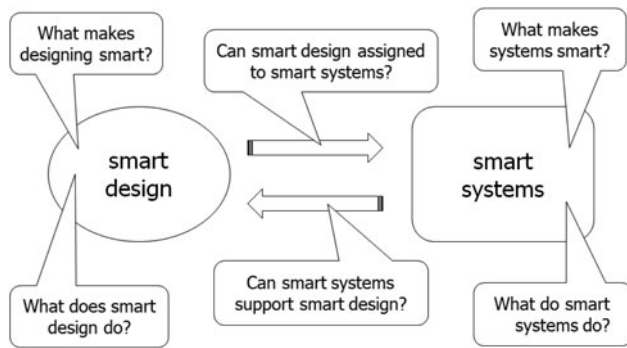 What makes
designing smart?
Can smart design assigned
to smart systems?
What makes
systems smart?
smart
design
smart
systems
What does smart
design do?
Can smart systems
support smart design?
What do smart
systems do?